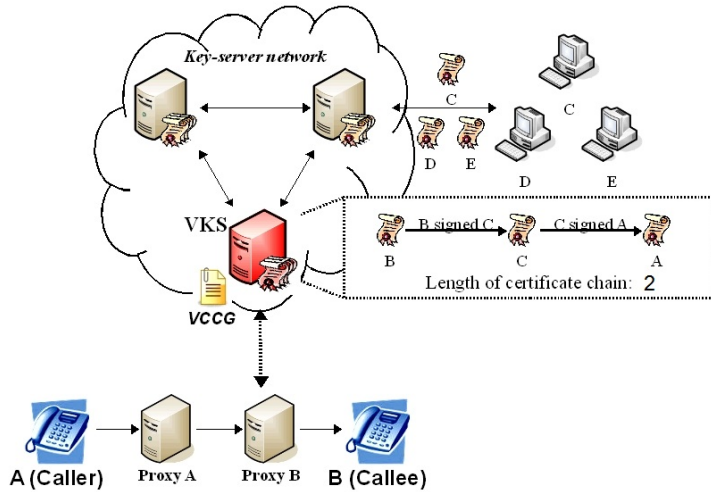 Key-server network
C
C
D
E
D
E
VKS
B signed C
C signed A
B
C
A
Length of certificate chain: 2
VCCG
A (Caller)
Proxy A
Proxy B
B (Callee)